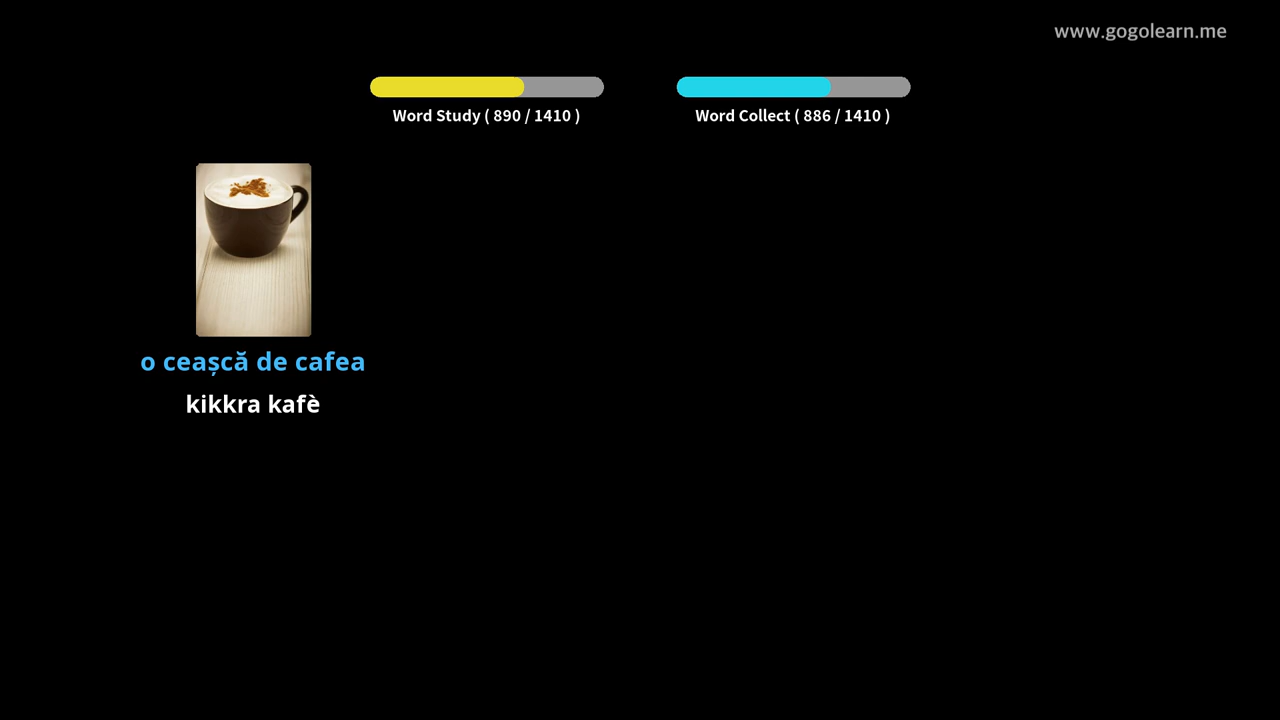 www.gogolearn.me
Word Study ( 890 / 1410 )
Word Collect ( 886 / 1410 )
o ceașcă de cafea
kikkra kafè